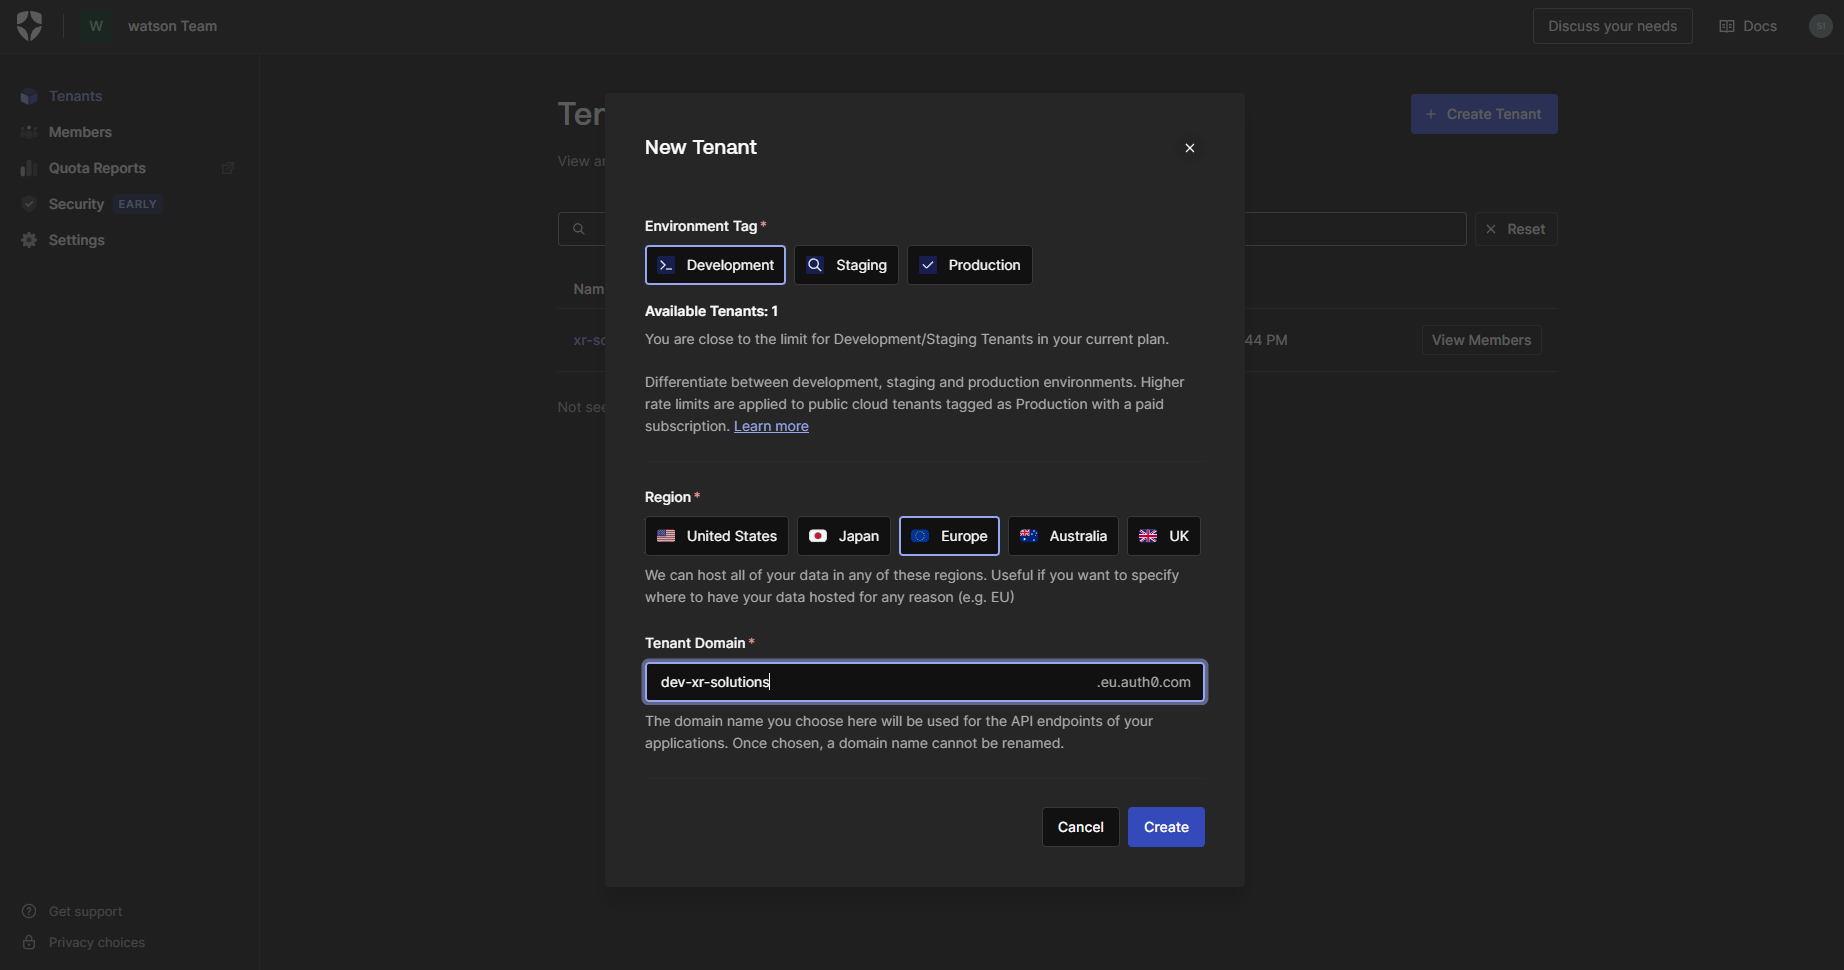 W watson Team
Discuss your needs
Docs
SI
Tenants
Members
Quota Reports
Security EARLY
Settings
Create Tenant
View
Reset
44 PM
View Members
Not
New Tenant
Environment Tag *
Development Staging Production
Available Tenants: 1
You are close to the limit for Development/Staging Tenants in your current plan.
Differentiate between development, staging and production environments. Higher
rate limits are applied to public cloud tenants tagged as Production with a paid
subscription. Learn more
Region *
United States Japan Europe Australia UK
We can host all of your data in any of these regions. Useful if you want to specify
where to have your data hosted for any reason (e.g. EU)
Tenant Domain *
dev-xr-solutions .eu.auth0.com
The domain name you choose here will be used for the API endpoints of your
applications. Once chosen, a domain name cannot be renamed.
Cancel Create
Get support
Privacy choices